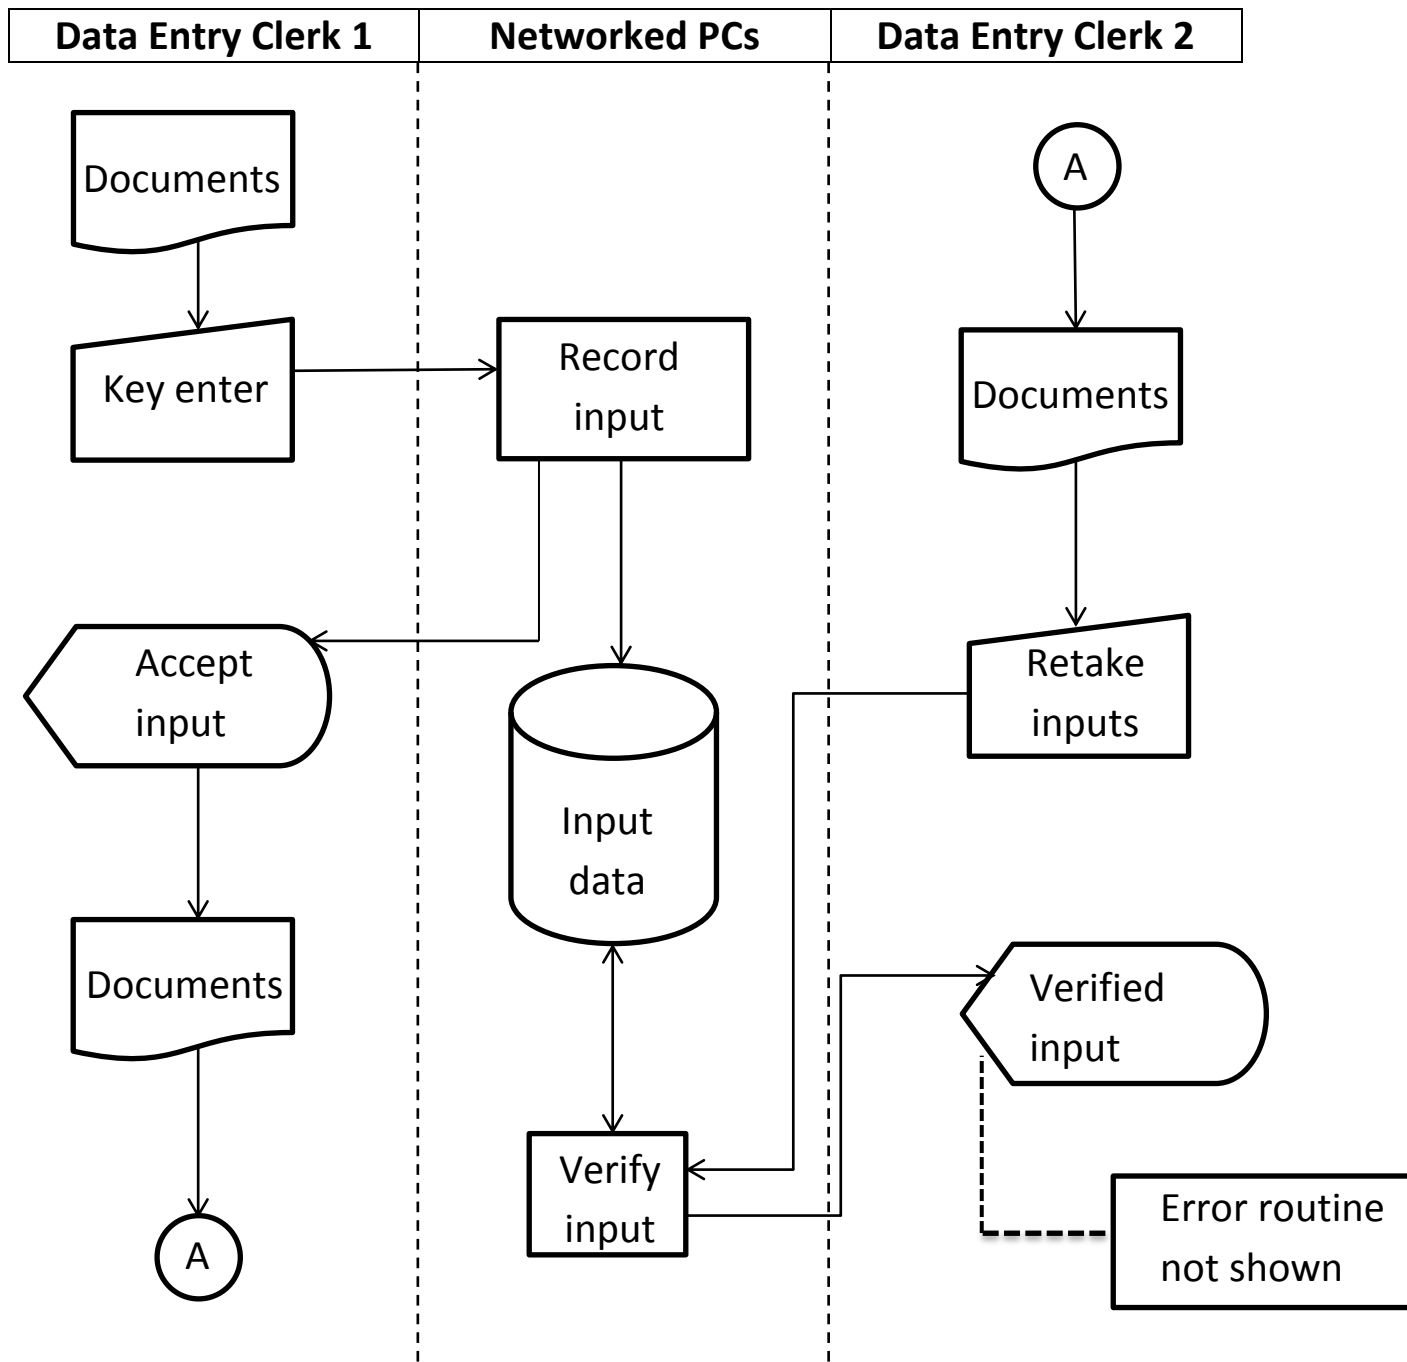 Data Entry Clerk 1
Networked PCs
Data Entry Clerk 2
Documents
Key enter
Accept
input
Documents
A
Record
input
Input
data
Verify
input
A
Documents
Retake
inputs
Verified
input
Error routine
not shown